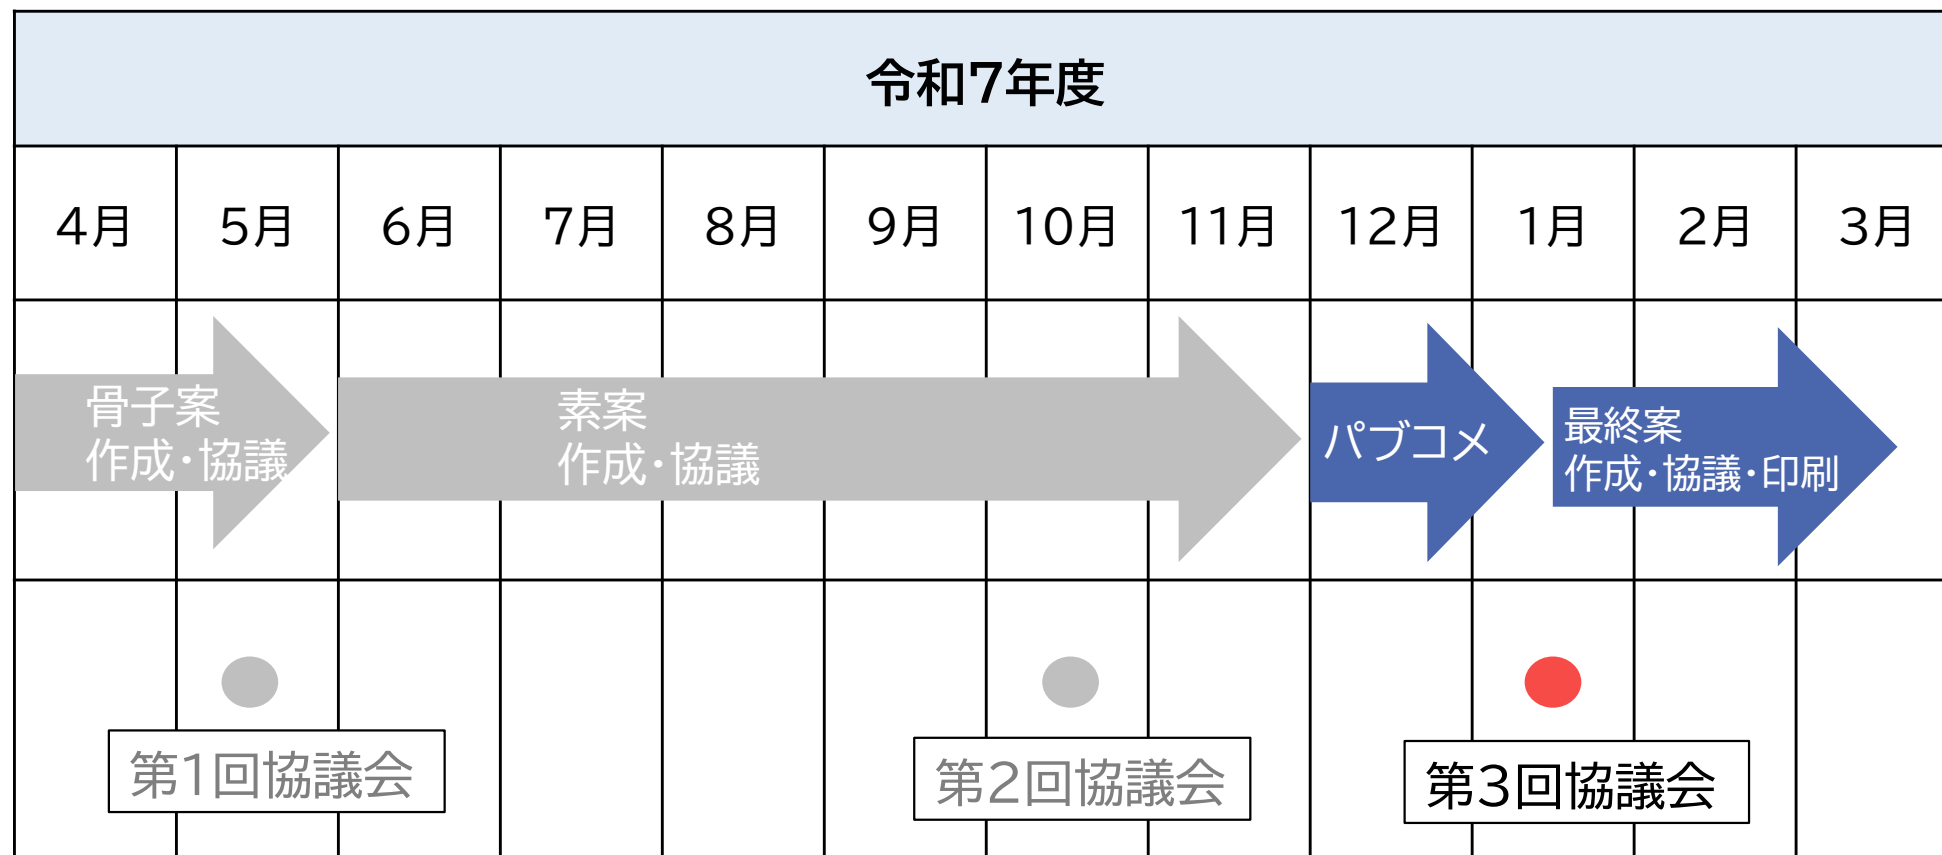 令和7年度
4月 5月 6月 7月 8月 9月 10月 11月 12月 1月 2月 3月
骨子案
作成・協議
素案
作成・協議
パブコメ
最終案
作成・協議・印刷
第1回協議会
第2回協議会
第3回協議会